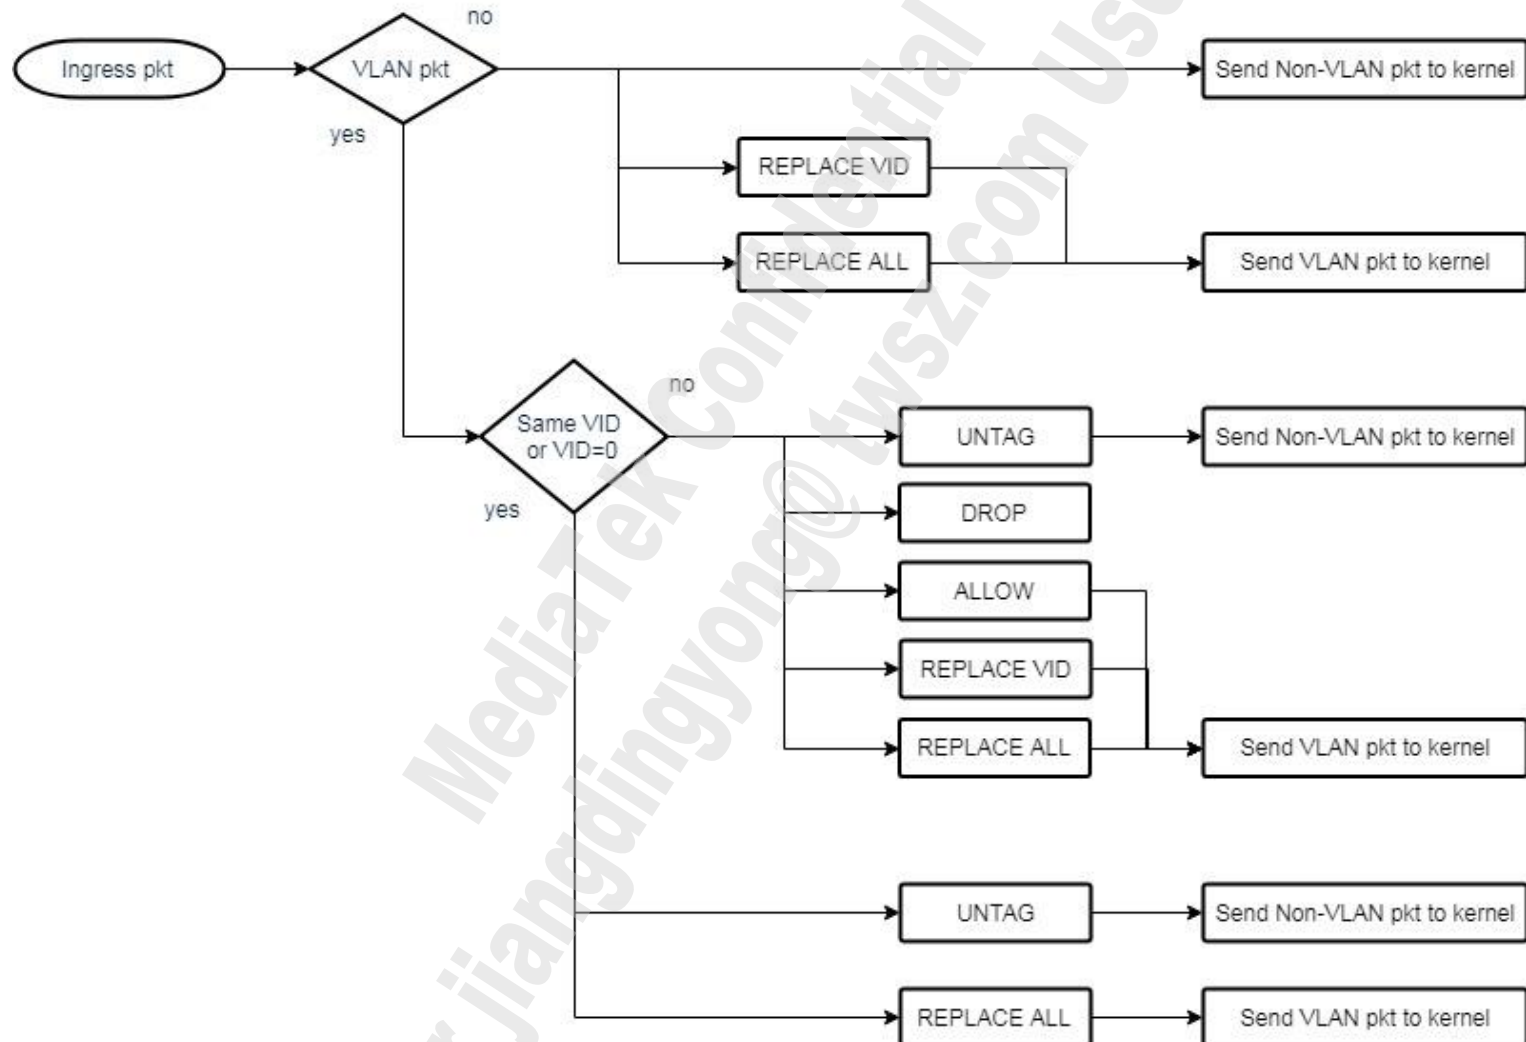 no
Ingress pkt
VLAN pkt
Send Non-VLAN pkt to kernel
yes
REPLACE VID
REPLACE ALL
Send VLAN pkt to kernel
no
Same VID
or VID=0
UNTAG
Send Non-VLAN pkt to kernel
yes
DROP
ALLOW
REPLACE VID
REPLACE ALL
Send VLAN pkt to kernel
UNTAG
Send Non-VLAN pkt to kernel
REPLACE ALL
Send VLAN pkt to kernel
MediaTek Confidential
jiangdingyong@ twsz.com